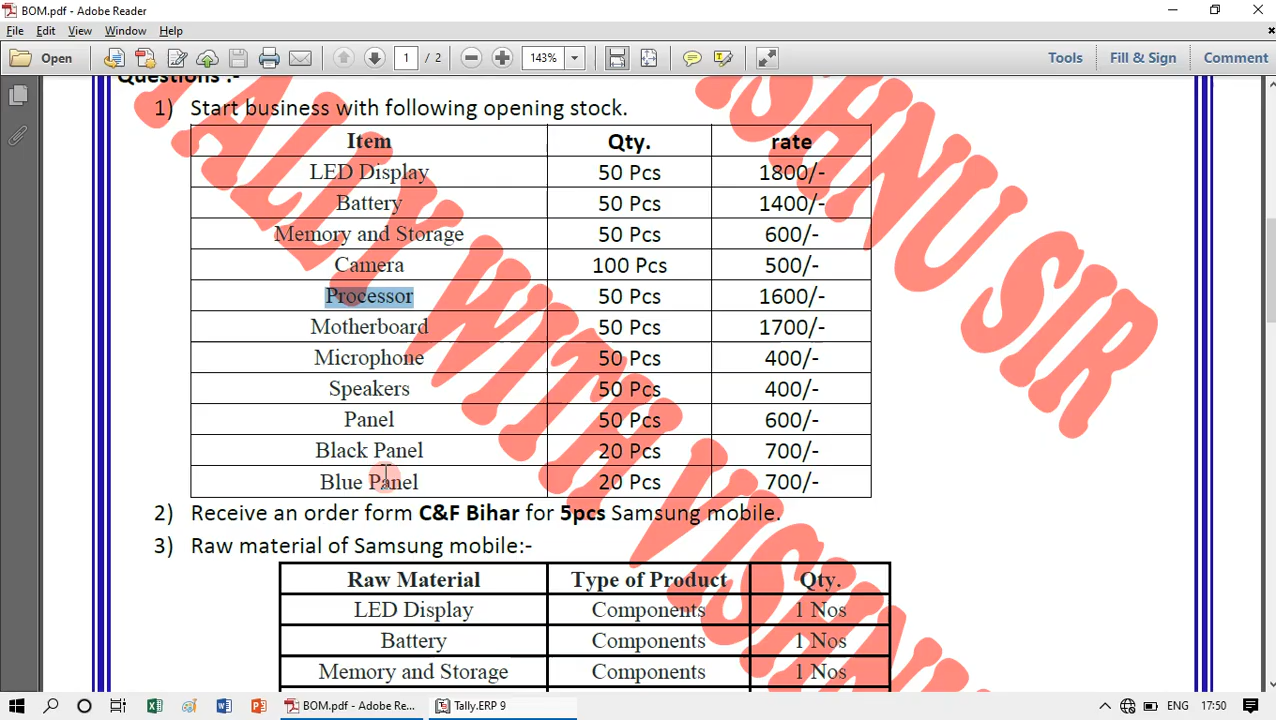 BOM.pdf - Adobe Reader
File Edit View Window Help
Open 1 / 2 143% Tools Fill & Sign Comment
Questions :-
1) Start business with following opening stock.
Item Qty. rate
LED Display 50 Pcs 1800/-
Battery 50 Pcs 1400/-
Memory and Storage 50 Pcs 600/-
Camera 100 Pcs 500/-
Processor 50 Pcs 1600/-
Motherboard 50 Pcs 1700/-
Microphone 50 Pcs 400/-
Speakers 50 Pcs 400/-
Panel 50 Pcs 600/-
Black Panel 20 Pcs 700/-
Blue Panel 20 Pcs 700/-
2) Receive an order form C&F Bihar for 5pcs Samsung mobile.
3) Raw material of Samsung mobile:-
Raw Material Type of Product Qty.
LED Display Components 1 Nos
Battery Components 1 Nos
Memory and Storage Components 1 Nos
TALLY WITH VISHNU SIR
VISHNU SIR
BOM.pdf - Adobe Re... Tally.ERP 9 ENG 17:50